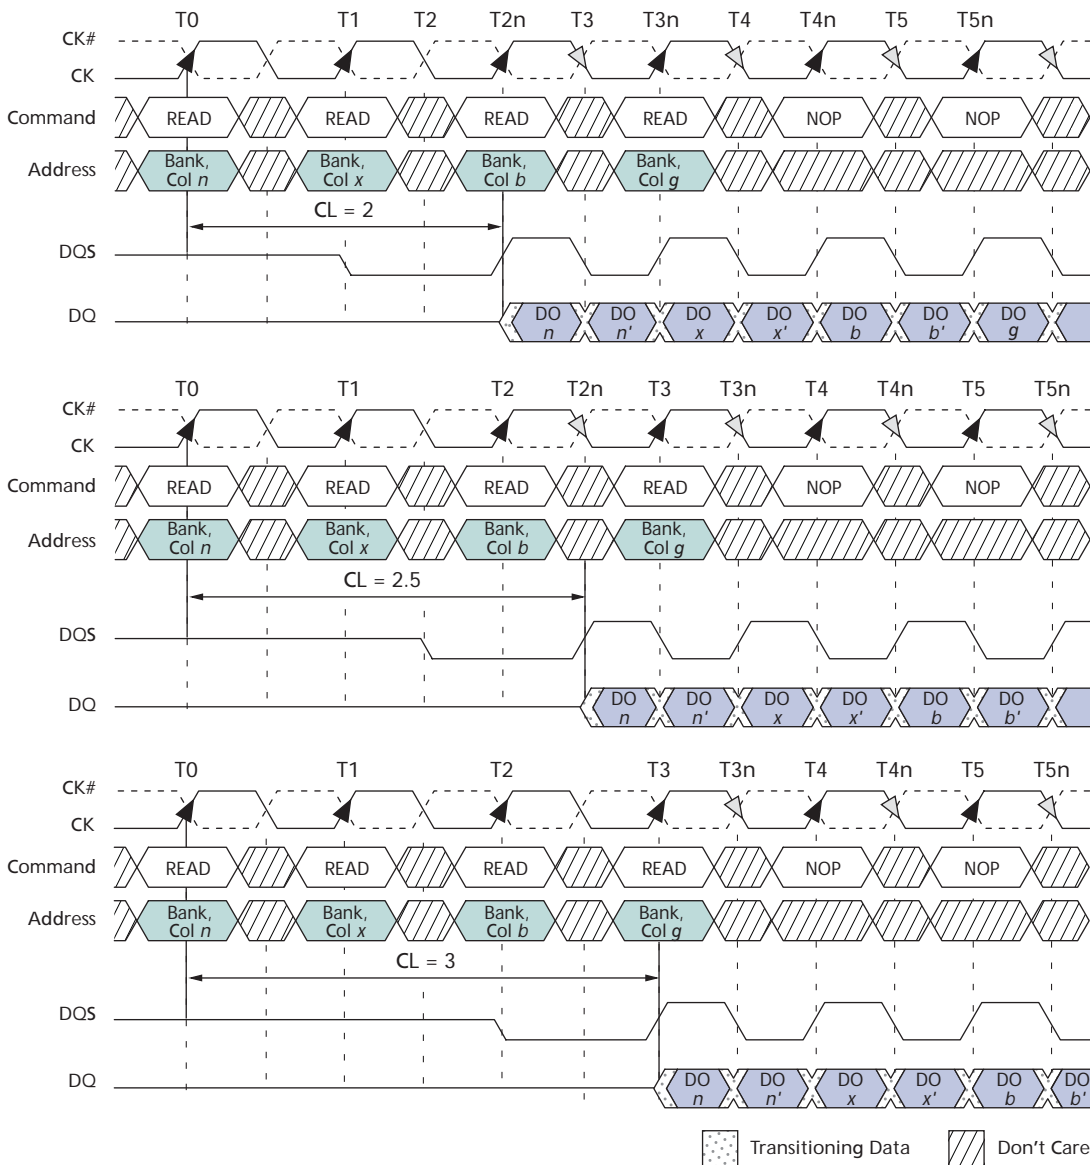 T0 T1 T2 T2n T3 T3n T4 T4n T5 T5n
CK#
CK
Command READ READ READ READ NOP NOP
Address Bank, Col n Bank, Col x Bank, Col b Bank, Col g
CL = 2
DQS
DQ DO n DO n' DO x DO x' DO b DO b' DO g
T0 T1 T2 T2n T3 T3n T4 T4n T5 T5n
CK#
CK
Command READ READ READ READ NOP NOP
Address Bank, Col n Bank, Col x Bank, Col b Bank, Col g
CL = 2.5
DQS
DQ DO n DO n' DO x DO x' DO b DO b'
T0 T1 T2 T3 T3n T4 T4n T5 T5n
CK#
CK
Command READ READ READ READ NOP NOP
Address Bank, Col n Bank, Col x Bank, Col b Bank, Col g
CL = 3
DQS
DQ DO n DO n' DO x DO x' DO b DO b'
Transitioning Data Don't Care